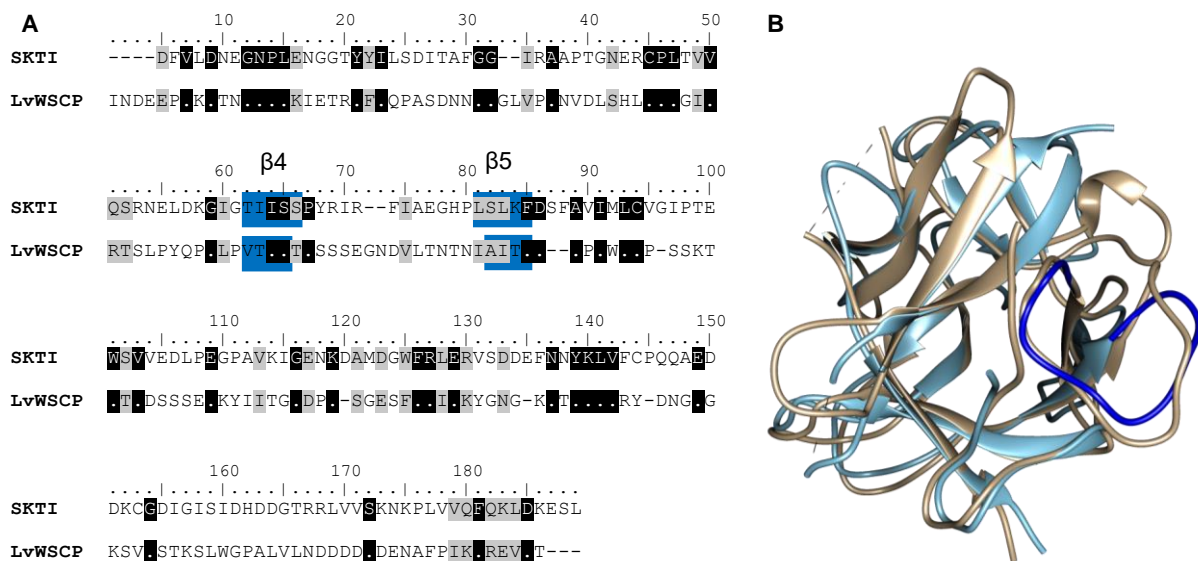 A
B
10 20 30 40 50
SKTI ----DFVLDNEGNPLENGGTYYILSDITAFGG--IRAAPTGNERCPLTVV
LvWSCP INDEEP.K.TN....KIETR.F.QPASDNN..GLVP.NVDLSHL...GI.
β4 β5
60 70 80 90 100
SKTI QSRNELDKGIGTIISSPYRIR--FIAEGHPLSLKFDSFAVIMLCVGIPTE
LvWSCP RTSLPYQP.LPVT..T.SSSEGNDVLTNTNIAIT..--.P.W..P-SSKT
110 120 130 140 150
SKTI WSVVEDLPEGPAVKIGENKDAMDGWFRLERVSDDEFNNYKLVFCPQQAED
LvWSCP .T.DSSSE.KYIITG.DP.-SGESF..I.KYGNG-K.T....RY-DNG.G
160 170 180
SKTI DKCGDIGISIDHDDGTRRLVVSKNKPLVVQFQKLDKESL
LvWSCP KSV.STKSLWGPALVLNDDDD.DENAFPIK.REV.T---